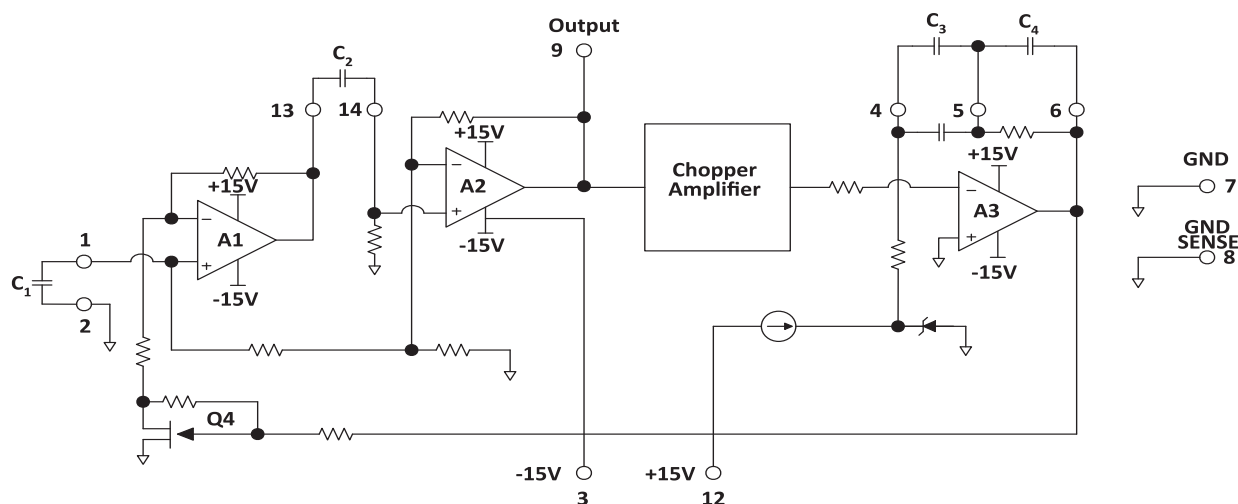 Output
9
C3
C4
C2
13
14
4
5
6
+15V
A2
-15V
Chopper
Amplifier
+15V
A3
-15V
GND
7
GND
SENSE
8
+15V
A1
-15V
1
C1
2
Q4
-15V
3
+15V
12